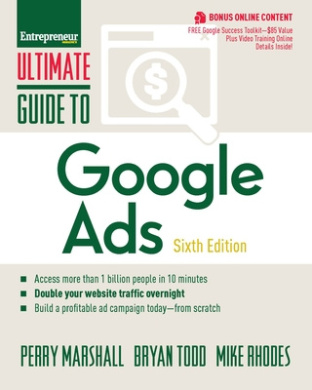 Entrepreneur
BONUS ONLINE CONTENT
FREE Google Success Toolkit—$85 Value
Plus Video Training Online
Details Inside!
ULTIMATE
GUIDE TO
$
Google
Ads Sixth Edition
Access more than 1 billion people in 10 minutes
Double your website traffic overnight
Build a profitable ad campaign today—from scratch
PERRY MARSHALL BRYAN TODD MIKE RHODES